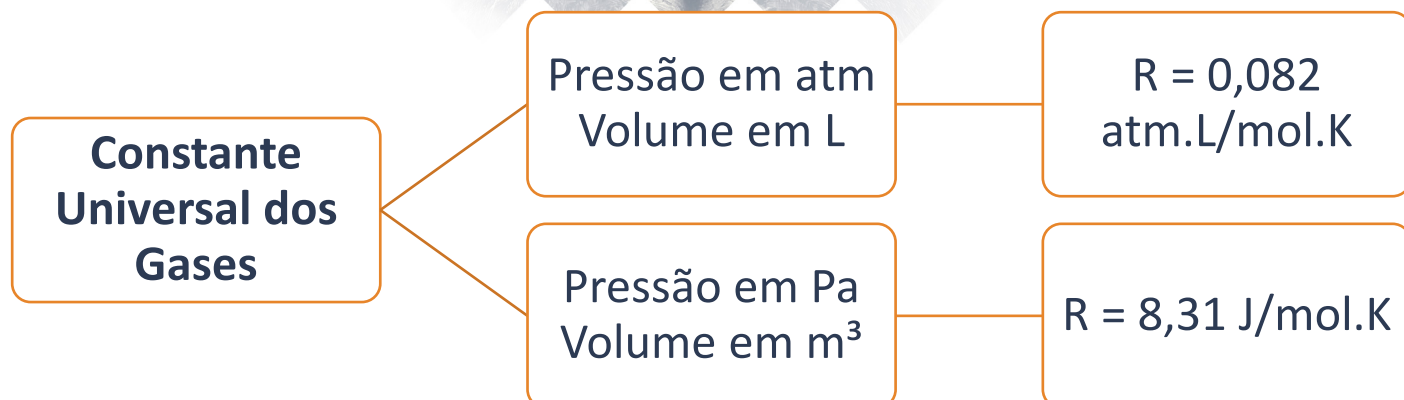 Constante
Universal dos
Gases
Pressão em atm
Volume em L
R = 0,082
atm.L/mol.K
Pressão em Pa
Volume em m³
R = 8,31 J/mol.K